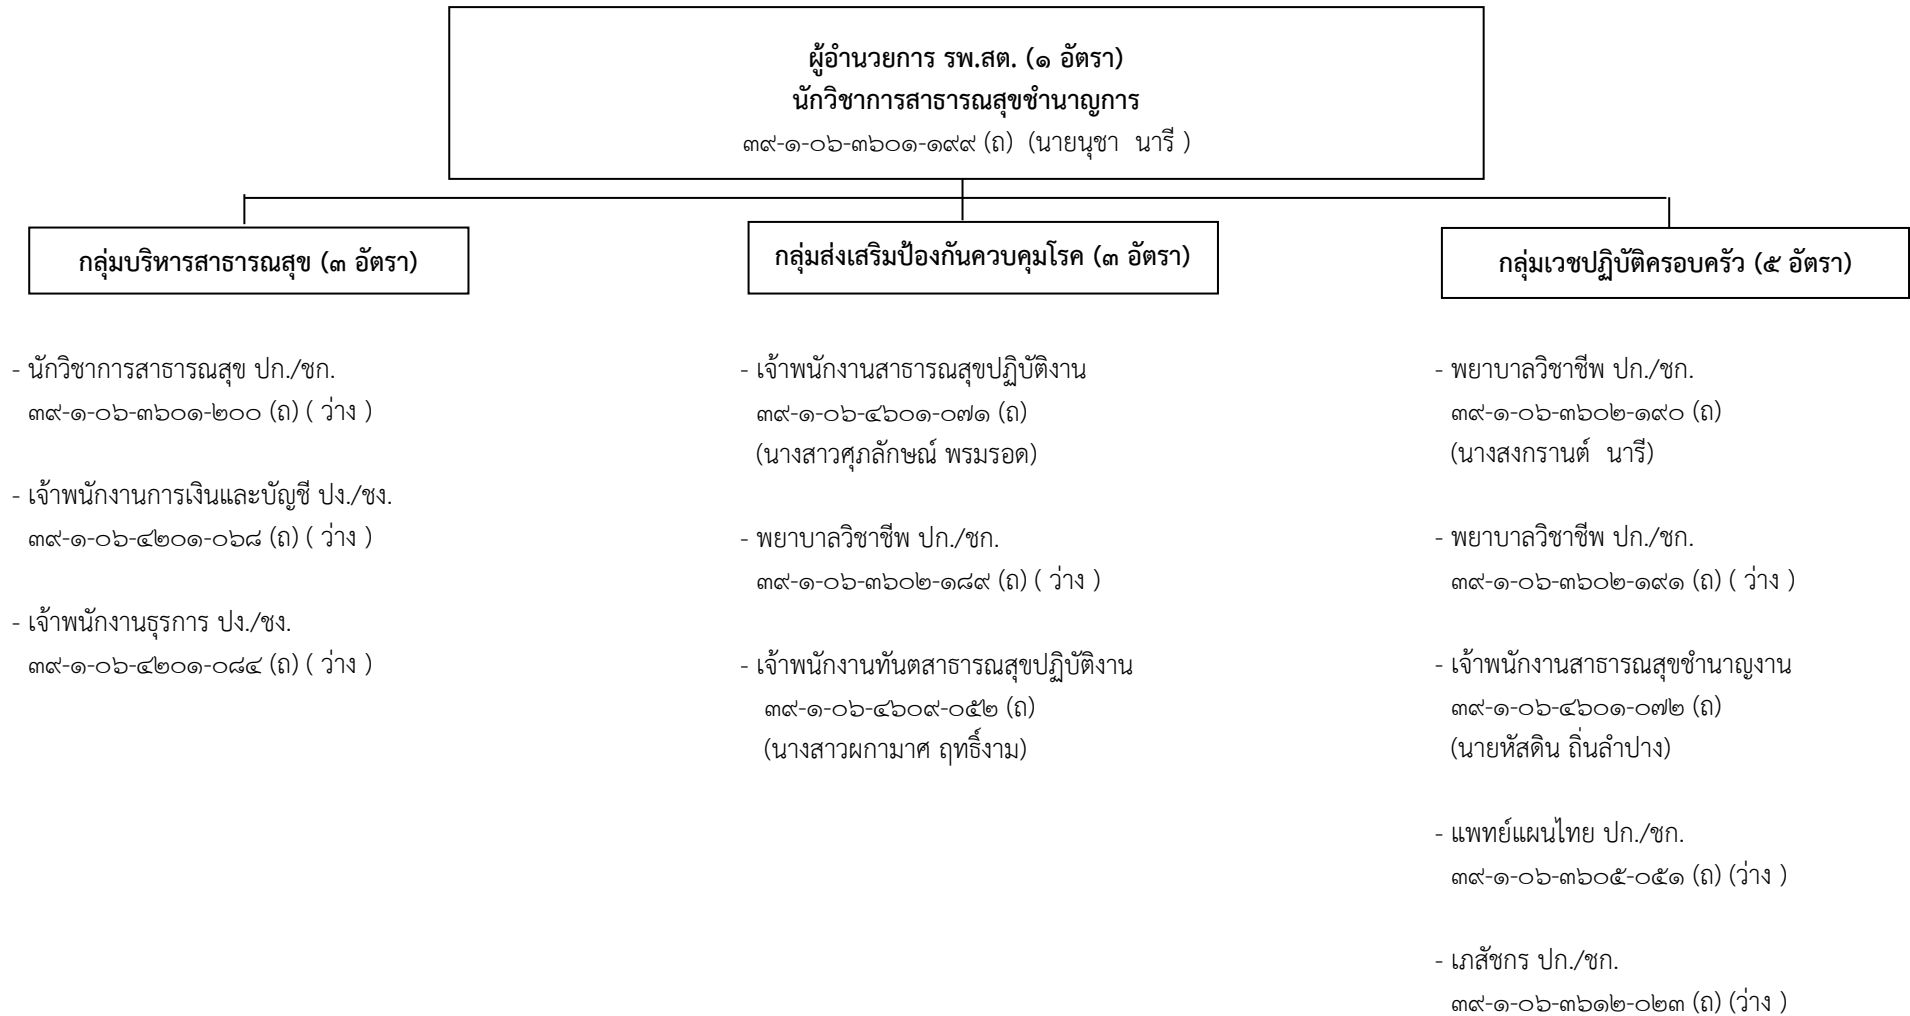 ผู้อำนวยการ รพ.สต. (๑ อัตรา)
นักวิชาการสาธารณสุขชำนาญการ
๓๙-๑-๐๖-๓๖๐๑-๑๙๙ (ถ) (นายนุชา นารี )
กลุ่มบริหารสาธารณสุข (๓ อัตรา)
- นักวิชาการสาธารณสุข ปก./ชก.
๓๙-๑-๐๖-๓๖๐๑-๒๐๐ (ถ) ( ว่าง )
- เจ้าพนักงานการเงินและบัญชี ปง./ชง.
๓๙-๑-๐๖-๔๒๐๑-๐๖๘ (ถ) ( ว่าง )
- เจ้าพนักงานธุรการ ปง./ชง.
๓๙-๑-๐๖-๔๒๐๑-๐๘๔ (ถ) ( ว่าง )
กลุ่มส่งเสริมป้องกันควบคุมโรค (๓ อัตรา)
- เจ้าพนักงานสาธารณสุขปฏิบัติงาน
๓๙-๑-๐๖-๔๖๐๑-๐๗๑ (ถ)
(นางสาวศุภลักษณ์ พรมรอด)
- พยาบาลวิชาชีพ ปก./ชก.
๓๙-๑-๐๖-๓๖๐๒-๑๘๙ (ถ) ( ว่าง )
- เจ้าพนักงานทันตสาธารณสุขปฏิบัติงาน
๓๙-๑-๐๖-๔๖๐๙-๐๕๒ (ถ)
(นางสาวผกามาศ ฤทธิ์งาม)
กลุ่มเวชปฏิบัติครอบครัว (๕ อัตรา)
- พยาบาลวิชาชีพ ปก./ชก.
๓๙-๑-๐๖-๓๖๐๒-๑๙๐ (ถ)
(นางสงกรานต์ นารี)
- พยาบาลวิชาชีพ ปก./ชก.
๓๙-๑-๐๖-๓๖๐๒-๑๙๑ (ถ) ( ว่าง )
- เจ้าพนักงานสาธารณสุขชำนาญงาน
๓๙-๑-๐๖-๔๖๐๑-๐๗๒ (ถ)
(นายหัสดิน ถิ่นลำปาง)
- แพทย์แผนไทย ปก./ชก.
๓๙-๑-๐๖-๓๖๐๕-๐๕๑ (ถ) (ว่าง )
- เภสัชกร ปก./ชก.
๓๙-๑-๐๖-๓๖๑๒-๐๒๓ (ถ) (ว่าง )